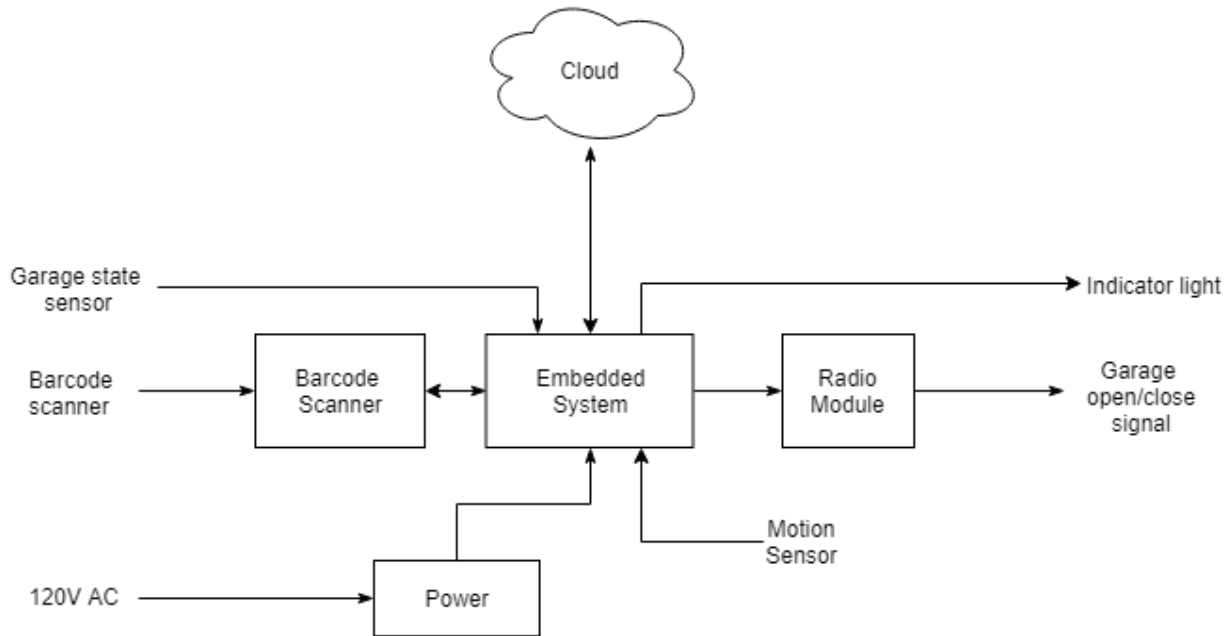 Cloud
Garage state
sensor
Indicator light
Barcode
scanner
Barcode
Scanner
Embedded
System
Radio
Module
Garage
open/close
signal
Motion
Sensor
120V AC
Power